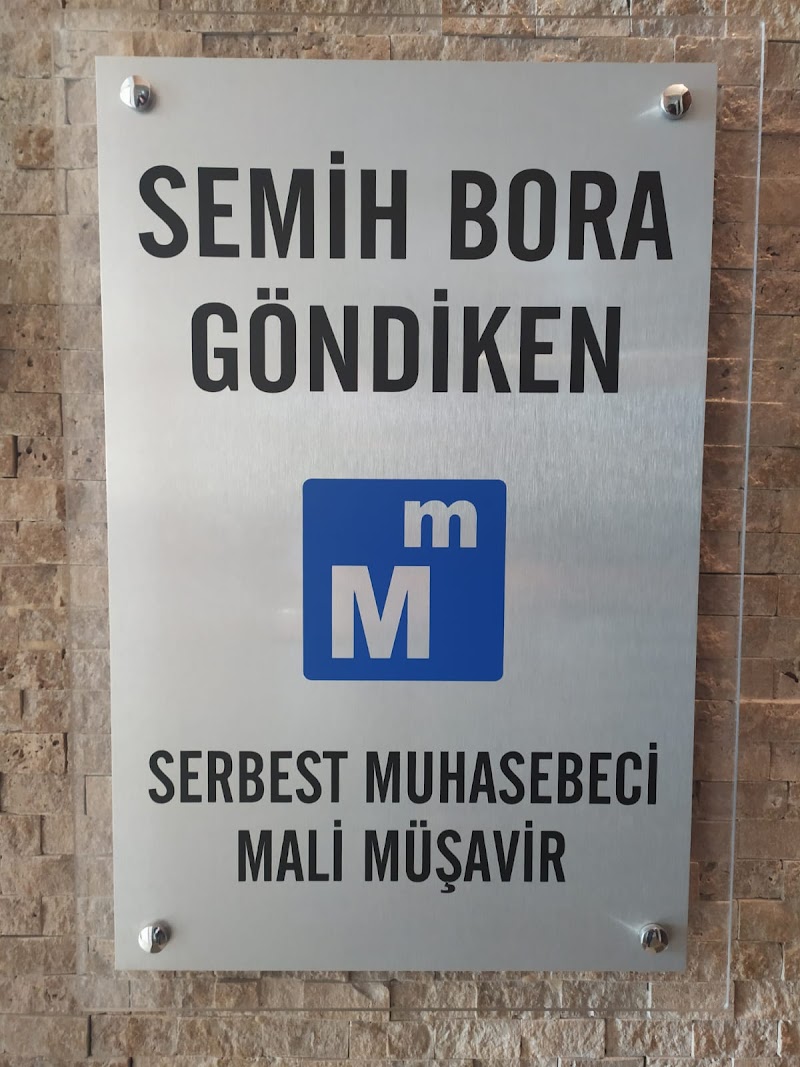 SEMİH BORA
GÖNDİKEN
m
M
SERBEST MUHASEBECİ
MALİ MÜŞAVİR